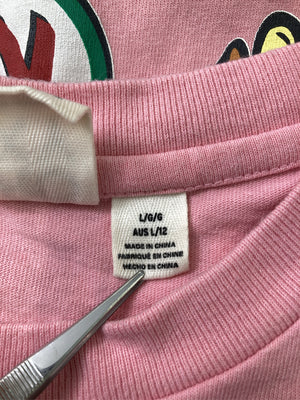 L/G/G
AUS L/12
MADE IN CHINA
FABRIQUÉ EN CHINE
HECHO EN CHINA